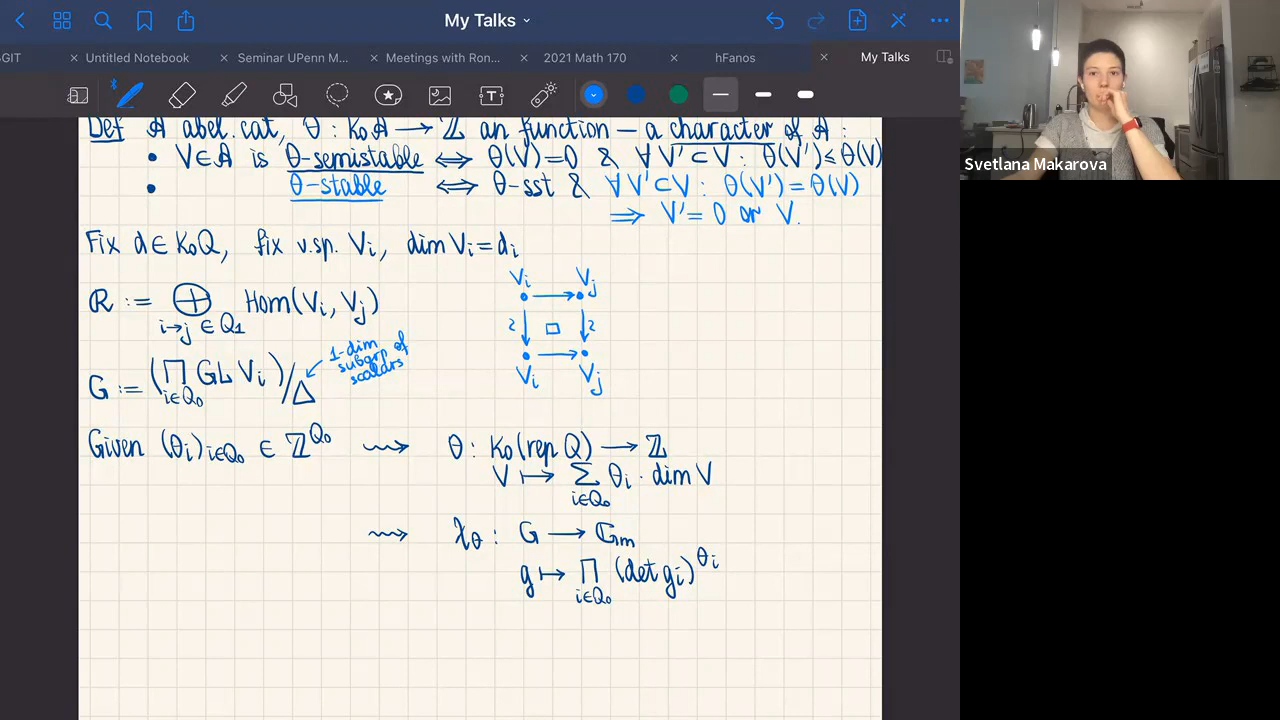 My Talks
GIT
Untitled Notebook
Seminar UPenn M...
Meetings with Ron...
2021 Math 170
hFanos
My Talks
Svetlana Makarova
Def A abel. cat, θ : K₀A → ℤ an function – a character of A :
• V∈A is θ-semistable ⟺ θ(V)=0 & ∀ V' ⊂ V : θ(V') ≤ θ(V)
• θ-stable ⟺ θ-sst & ∀ V' ⊂ V : θ(V') = θ(V)
⟹ V' = 0 or V.
Fix d ∈ K₀Q, fix v.sp. Vᵢ, dim Vᵢ = dᵢ
R := ⊕ Hom(Vᵢ, Vⱼ)
i→j ∈ Q₁
Vᵢ → Vⱼ
Vᵢ → Vⱼ
G := (∏ GL Vᵢ)/Δ
i∈Q₀
1-dim
subgrp of
scalars
Given (θᵢ)i∈Q₀ ∈ ℤ^Q₀ ⇝ θ : K₀(rep Q) → ℤ
V ↦ Σ θᵢ · dim V
i∈Q₀
⇝ χθ : G → 𝔾m
g ↦ ∏ (det gᵢ)^θᵢ
i∈Q₀